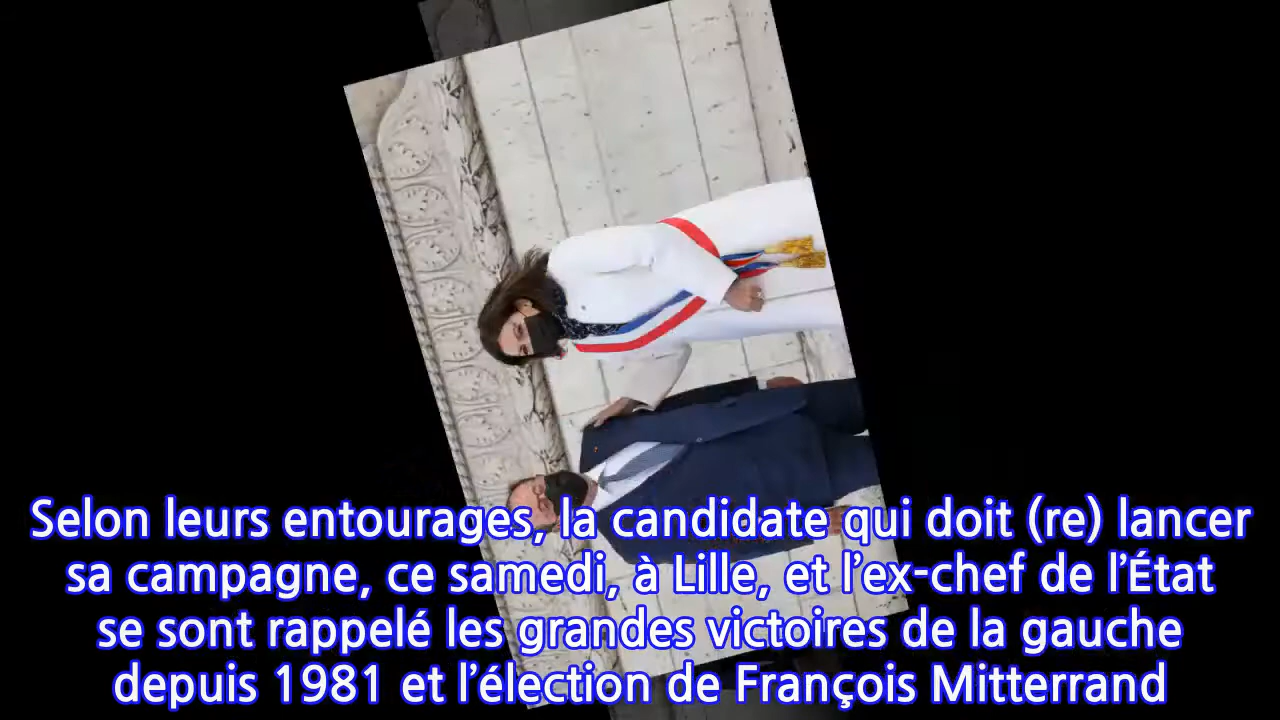 Selon leurs entourages, la candidate qui doit (re) lancer
sa campagne, ce samedi, à Lille, et l'ex-chef de l'État
se sont rappelé les grandes victoires de la gauche
depuis 1981 et l'élection de François Mitterrand